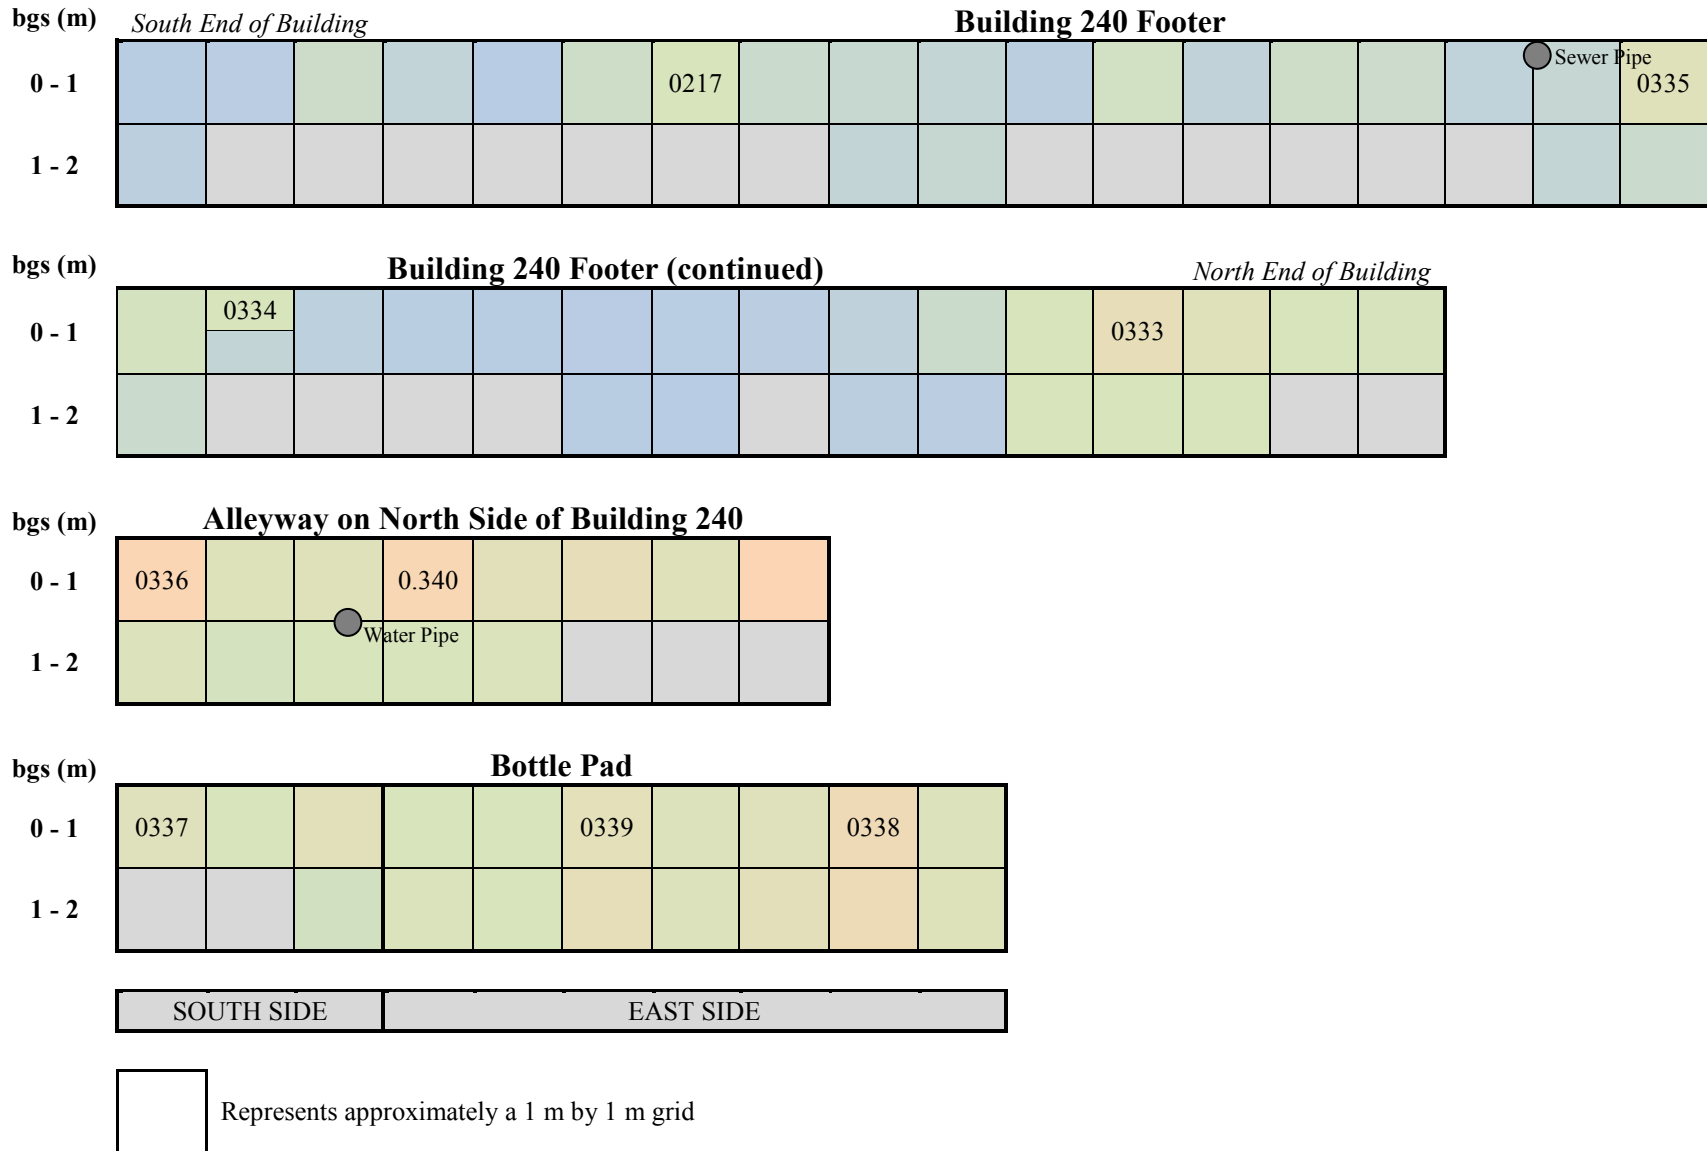 bgs (m) South End of Building Building 240 Footer
Sewer Pipe
0 - 1 0217 0335
1 - 2
bgs (m) Building 240 Footer (continued) North End of Building
0334
0 - 1 0333
1 - 2
bgs (m) Alleyway on North Side of Building 240
0 - 1 0336 0.340
Water Pipe
1 - 2
bgs (m) Bottle Pad
0 - 1 0337 0339 0338
1 - 2
SOUTH SIDE EAST SIDE
Represents approximately a 1 m by 1 m grid